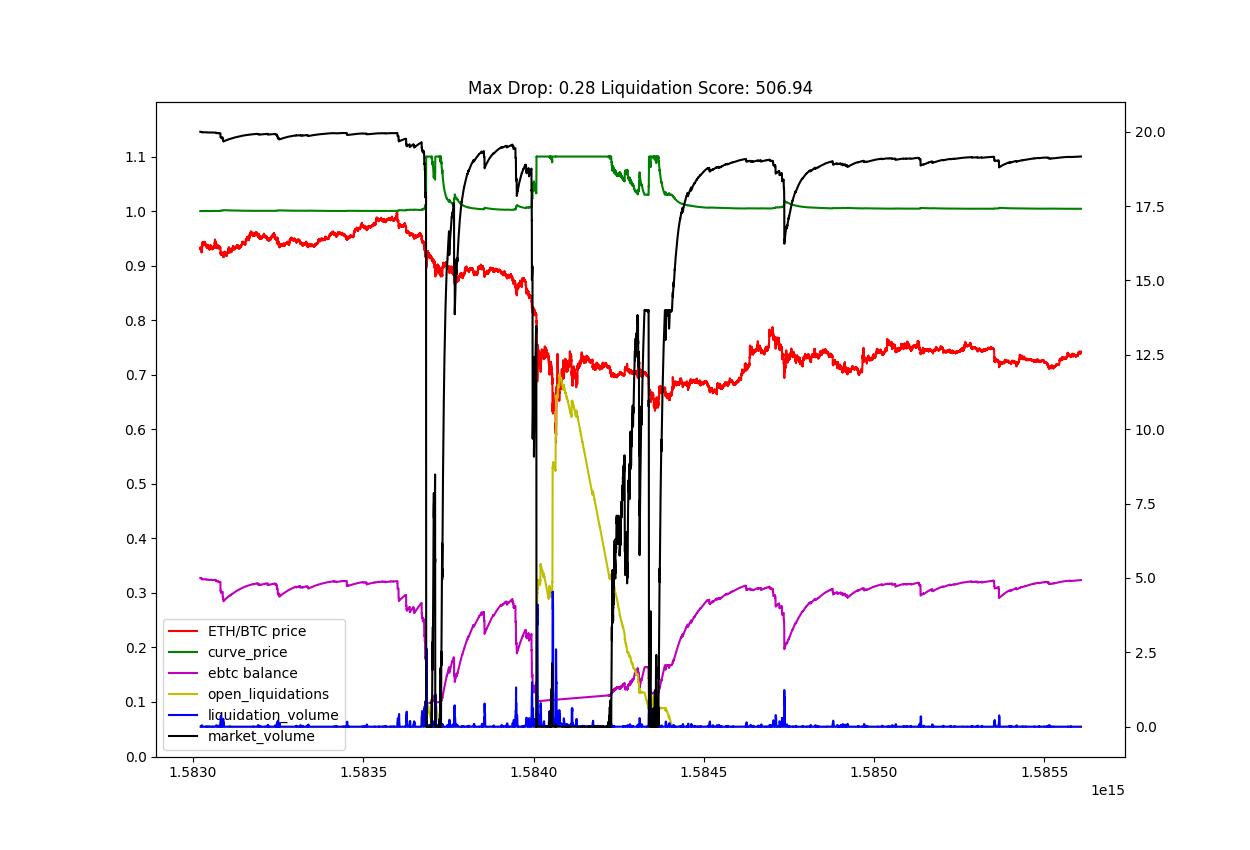 Max Drop: 0.28 Liquidation Score: 506.94
1.1
1.0
0.9
0.8
0.7
0.6
0.5
0.4
0.3
0.2
0.1
0.0
20.0
17.5
15.0
12.5
10.0
7.5
5.0
2.5
0.0
ETH/BTC price
curve_price
ebtc balance
open_liquidations
liquidation_volume
market_volume
1.5830 1.5835 1.5840 1.5845 1.5850 1.5855
1e15